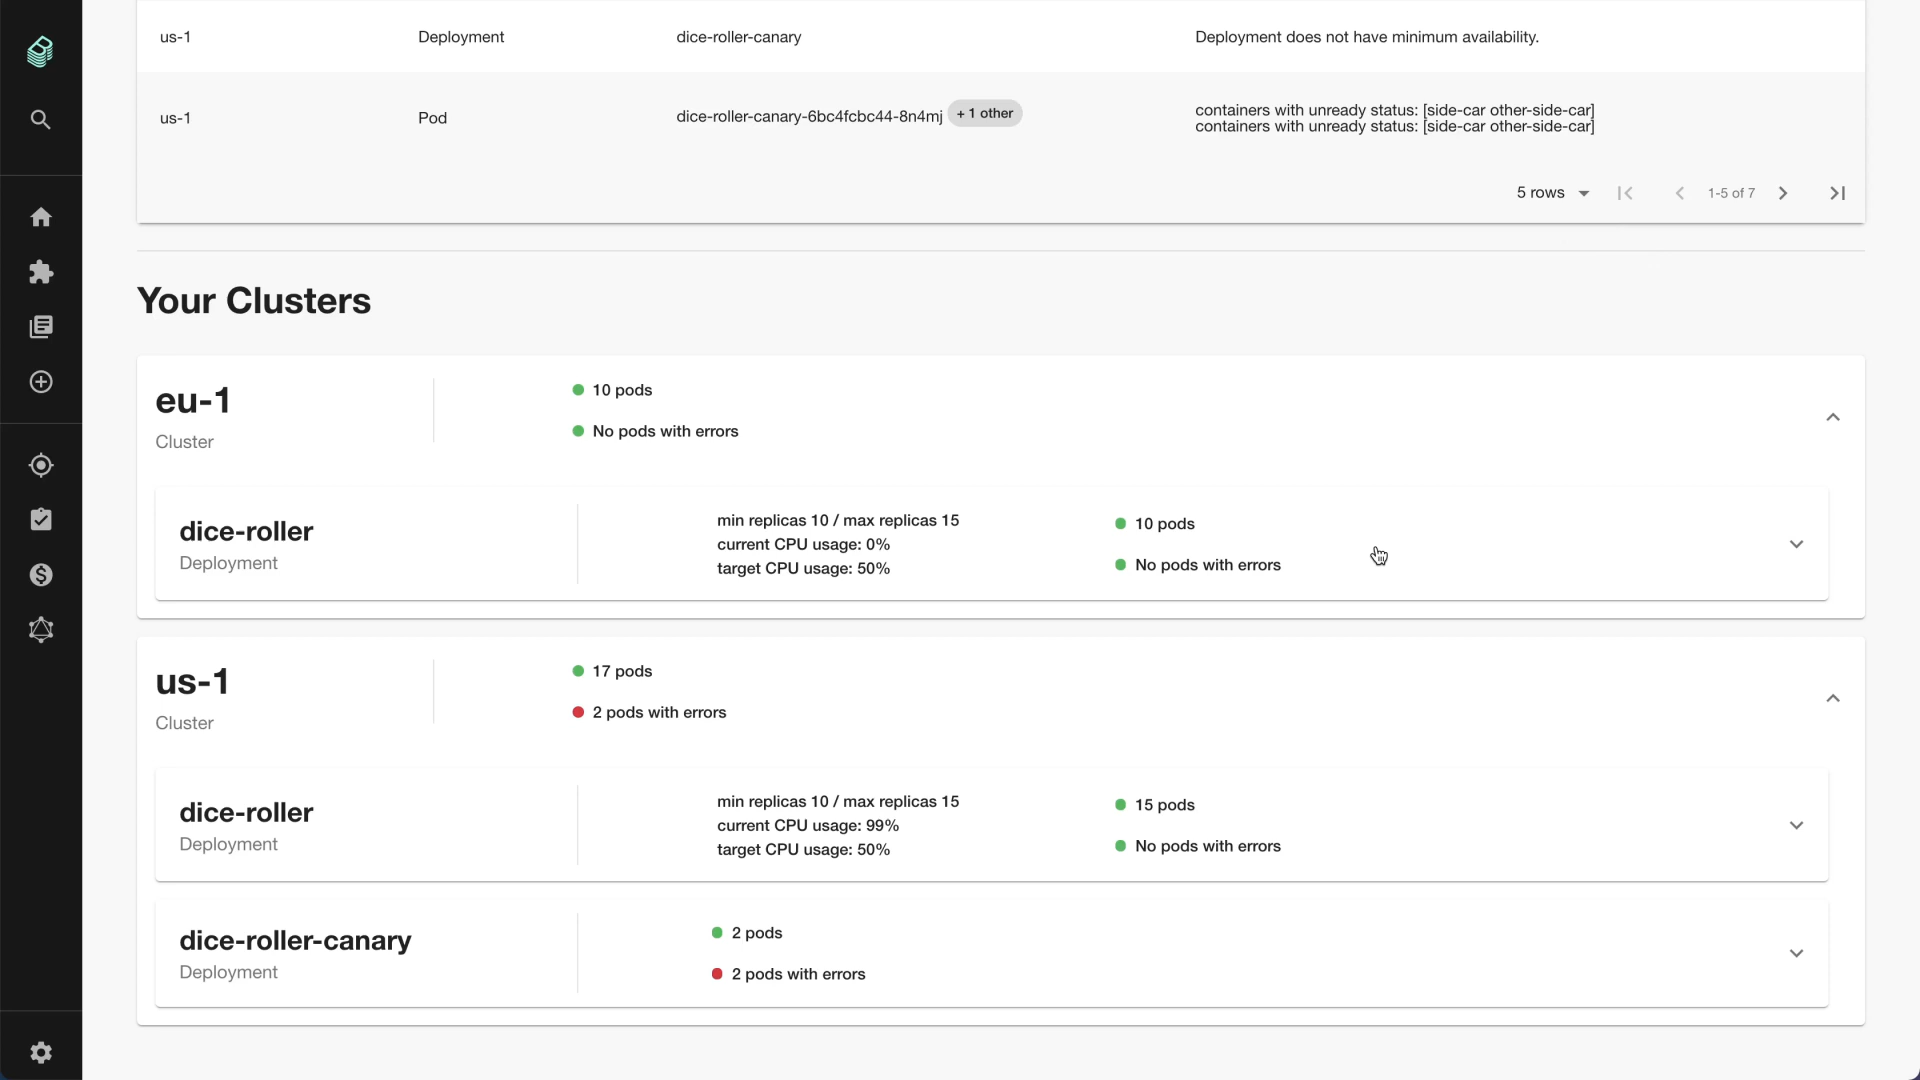 us-1 Deployment dice-roller-canary Deployment does not have minimum availability.
us-1 Pod dice-roller-canary-6bc4fcbc44-8n4mj + 1 other containers with unready status: [side-car other-side-car]
containers with unready status: [side-car other-side-car]
5 rows 1-5 of 7
Your Clusters
eu-1
Cluster
10 pods
No pods with errors
dice-roller
Deployment
min replicas 10 / max replicas 15
current CPU usage: 0%
target CPU usage: 50%
10 pods
No pods with errors
us-1
Cluster
17 pods
2 pods with errors
dice-roller
Deployment
min replicas 10 / max replicas 15
current CPU usage: 99%
target CPU usage: 50%
15 pods
No pods with errors
dice-roller-canary
Deployment
2 pods
2 pods with errors